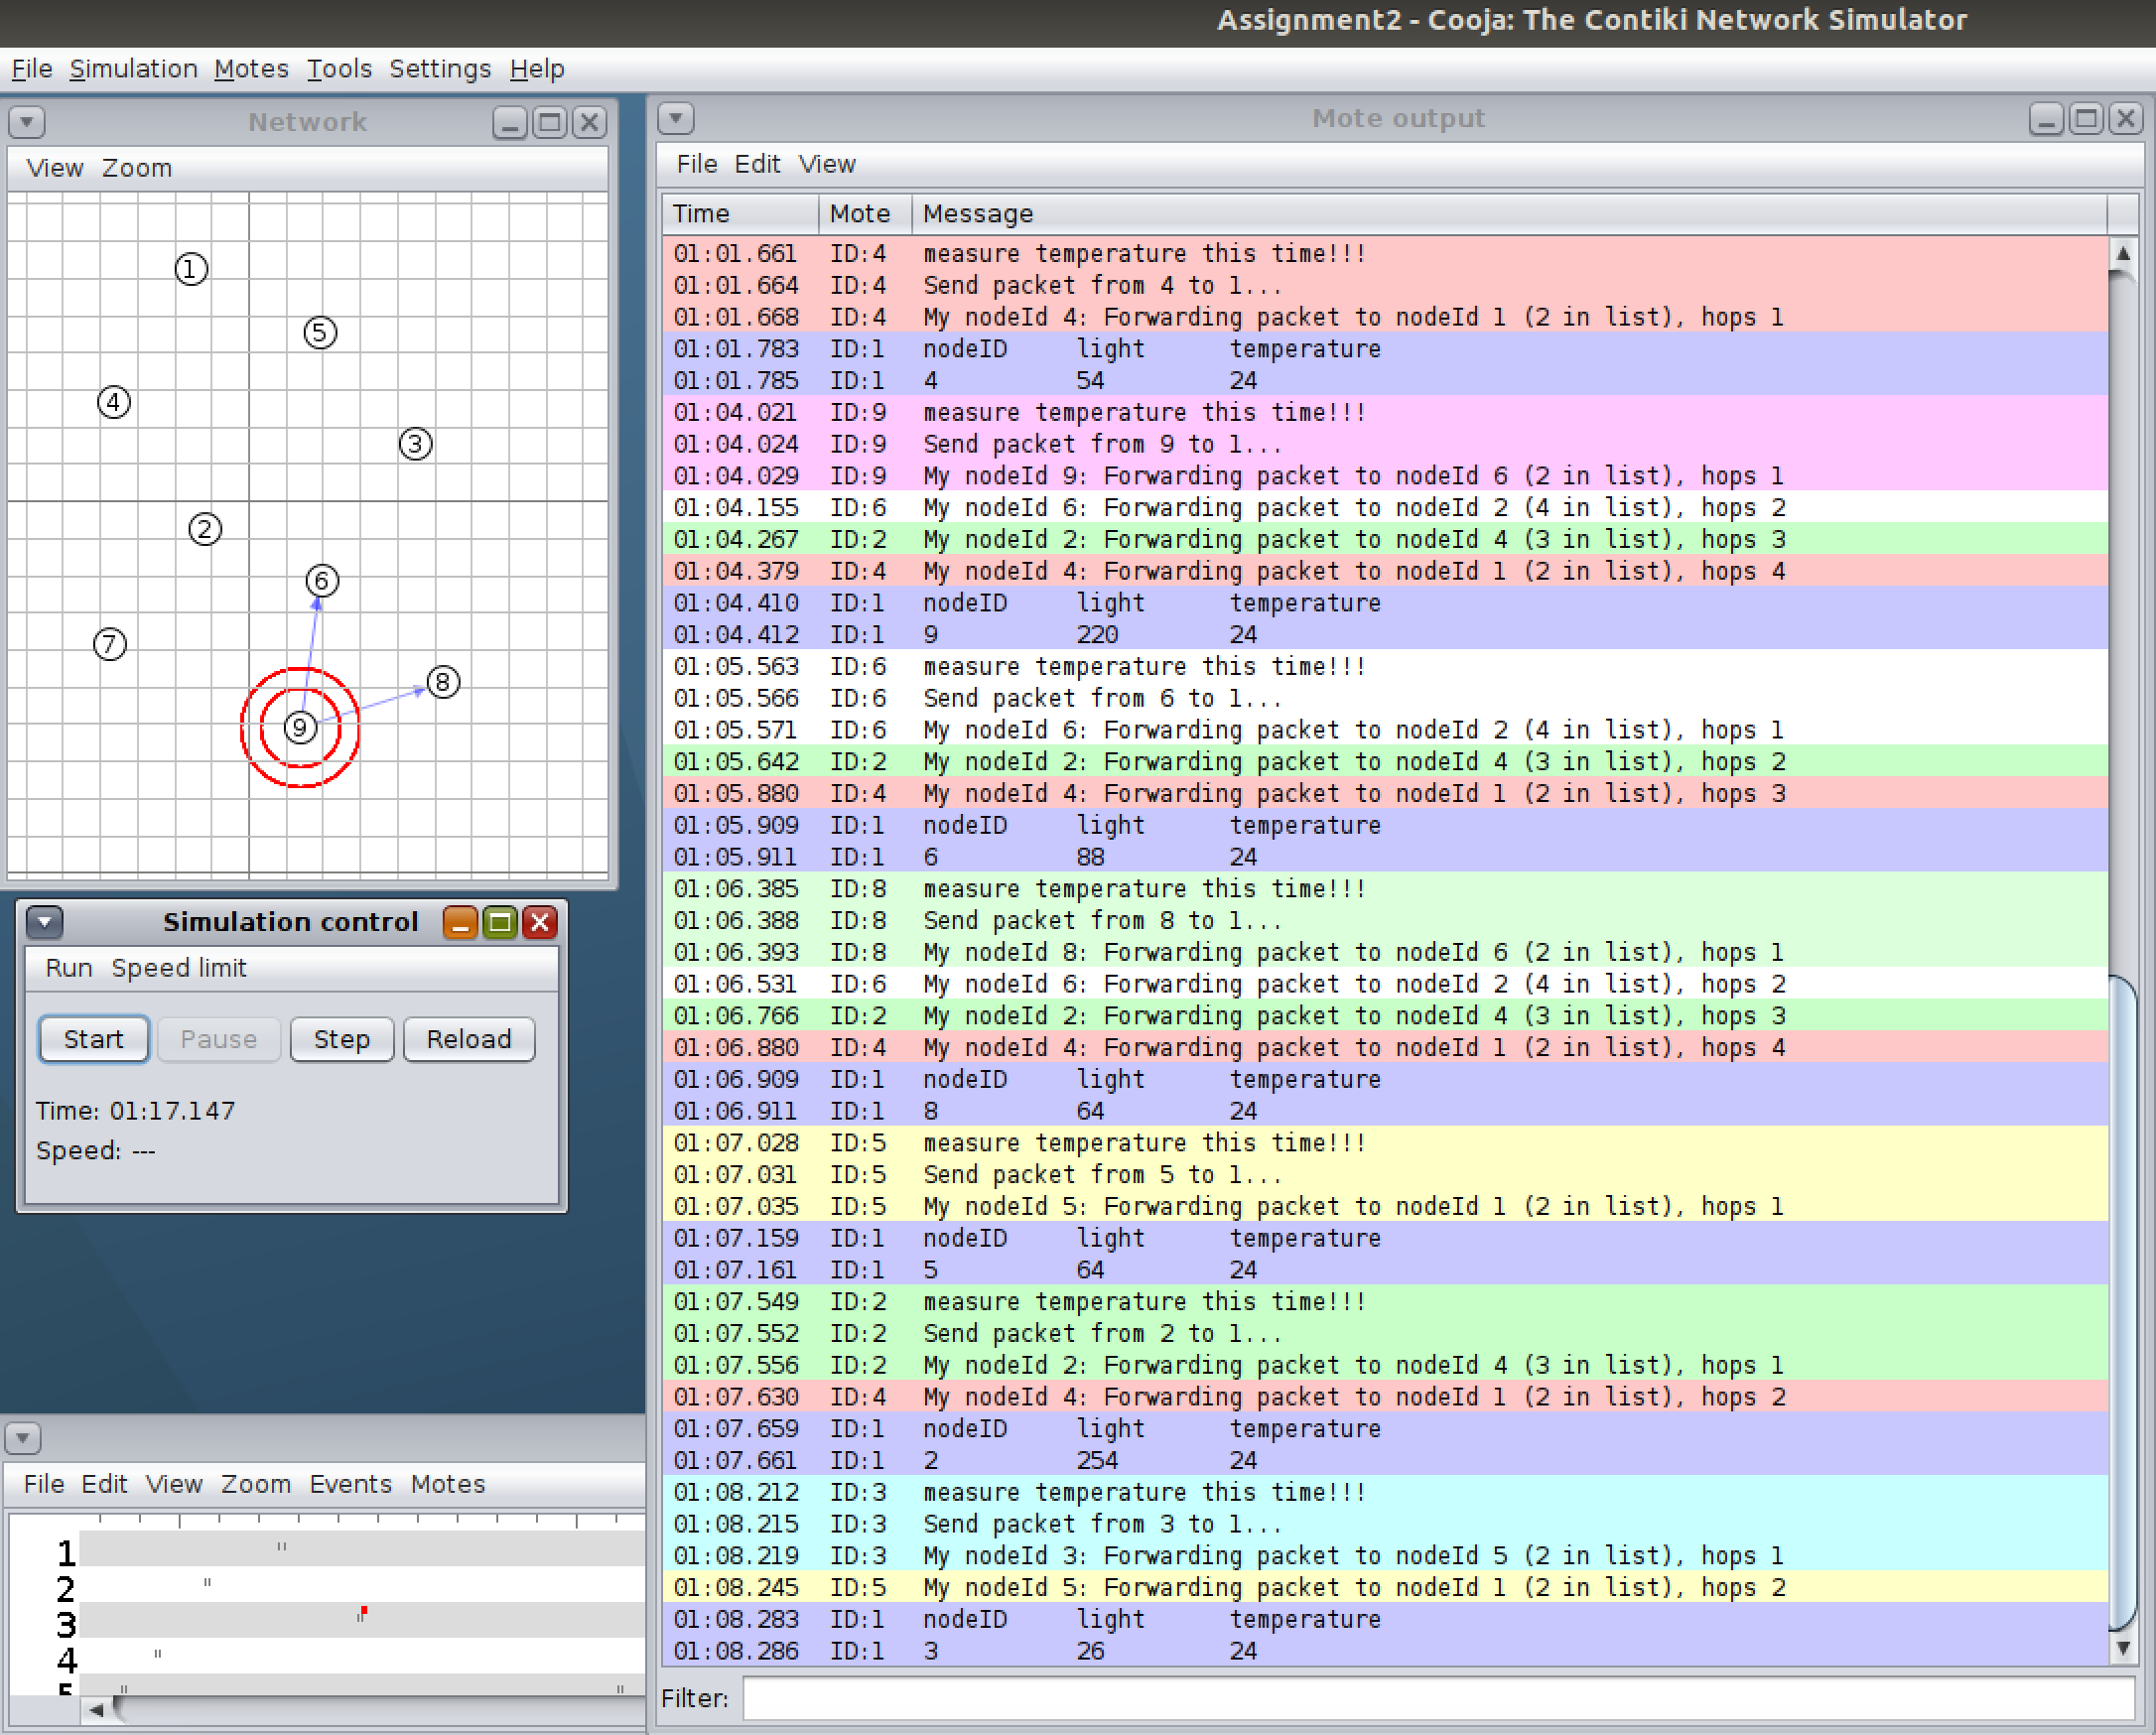 Assignment2 - Cooja: The Contiki Network Simulator
File Simulation Motes Tools Settings Help
Network
View Zoom
1
5
4
3
2
6
7
8
9
Simulation control
Run Speed limit
Start Pause Step Reload
Time: 01:17.147
Speed: ---
File Edit View Zoom Events Motes
1
2
3
4
5
Mote output
File Edit View
Time Mote Message
01:01.661 ID:4 measure temperature this time!!!
01:01.664 ID:4 Send packet from 4 to 1...
01:01.668 ID:4 My nodeId 4: Forwarding packet to nodeId 1 (2 in list), hops 1
01:01.783 ID:1 nodeID light temperature
01:01.785 ID:1 4 54 24
01:04.021 ID:9 measure temperature this time!!!
01:04.024 ID:9 Send packet from 9 to 1...
01:04.029 ID:9 My nodeId 9: Forwarding packet to nodeId 6 (2 in list), hops 1
01:04.155 ID:6 My nodeId 6: Forwarding packet to nodeId 2 (4 in list), hops 2
01:04.267 ID:2 My nodeId 2: Forwarding packet to nodeId 4 (3 in list), hops 3
01:04.379 ID:4 My nodeId 4: Forwarding packet to nodeId 1 (2 in list), hops 4
01:04.410 ID:1 nodeID light temperature
01:04.412 ID:1 9 220 24
01:05.563 ID:6 measure temperature this time!!!
01:05.566 ID:6 Send packet from 6 to 1...
01:05.571 ID:6 My nodeId 6: Forwarding packet to nodeId 2 (4 in list), hops 1
01:05.642 ID:2 My nodeId 2: Forwarding packet to nodeId 4 (3 in list), hops 2
01:05.880 ID:4 My nodeId 4: Forwarding packet to nodeId 1 (2 in list), hops 3
01:05.909 ID:1 nodeID light temperature
01:05.911 ID:1 6 88 24
01:06.385 ID:8 measure temperature this time!!!
01:06.388 ID:8 Send packet from 8 to 1...
01:06.393 ID:8 My nodeId 8: Forwarding packet to nodeId 6 (2 in list), hops 1
01:06.531 ID:6 My nodeId 6: Forwarding packet to nodeId 2 (4 in list), hops 2
01:06.766 ID:2 My nodeId 2: Forwarding packet to nodeId 4 (3 in list), hops 3
01:06.880 ID:4 My nodeId 4: Forwarding packet to nodeId 1 (2 in list), hops 4
01:06.909 ID:1 nodeID light temperature
01:06.911 ID:1 8 64 24
01:07.028 ID:5 measure temperature this time!!!
01:07.031 ID:5 Send packet from 5 to 1...
01:07.035 ID:5 My nodeId 5: Forwarding packet to nodeId 1 (2 in list), hops 1
01:07.159 ID:1 nodeID light temperature
01:07.161 ID:1 5 64 24
01:07.549 ID:2 measure temperature this time!!!
01:07.552 ID:2 Send packet from 2 to 1...
01:07.556 ID:2 My nodeId 2: Forwarding packet to nodeId 4 (3 in list), hops 1
01:07.630 ID:4 My nodeId 4: Forwarding packet to nodeId 1 (2 in list), hops 2
01:07.659 ID:1 nodeID light temperature
01:07.661 ID:1 2 254 24
01:08.212 ID:3 measure temperature this time!!!
01:08.215 ID:3 Send packet from 3 to 1...
01:08.219 ID:3 My nodeId 3: Forwarding packet to nodeId 5 (2 in list), hops 1
01:08.245 ID:5 My nodeId 5: Forwarding packet to nodeId 1 (2 in list), hops 2
01:08.283 ID:1 nodeID light temperature
01:08.286 ID:1 3 26 24
Filter: